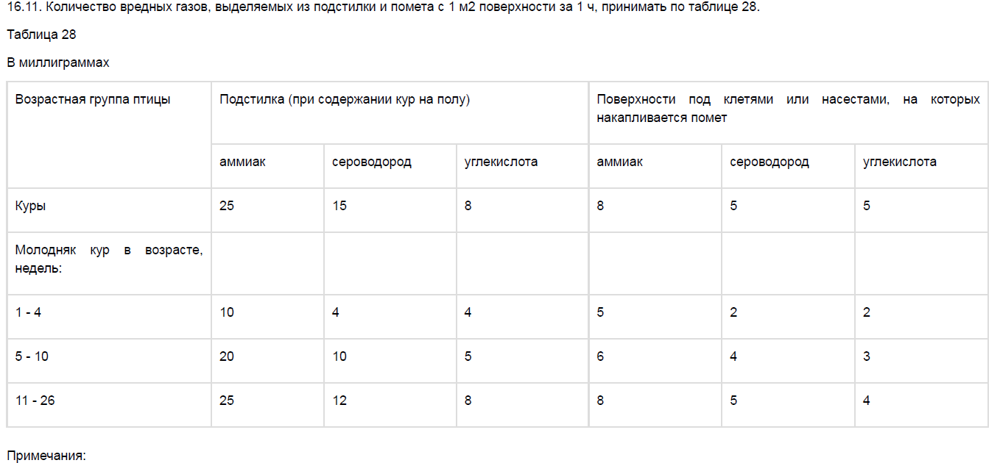 16.11. Количество вредных газов, выделяемых из подстилки и помета с 1 м2 поверхности за 1 ч, принимать по таблице 28.
Таблица 28
В миллиграммах
Возрастная группа птицы Подстилка (при содержании кур на полу) Поверхности под клетями или насестами, на которых
накапливается помет
аммиак сероводород углекислота аммиак сероводород углекислота
Куры 25 15 8 8 5 5
Молодняк кур в возрасте,
недель:
1 - 4 10 4 4 5 2 2
5 - 10 20 10 5 6 4 3
11 - 26 25 12 8 8 5 4
Примечания: